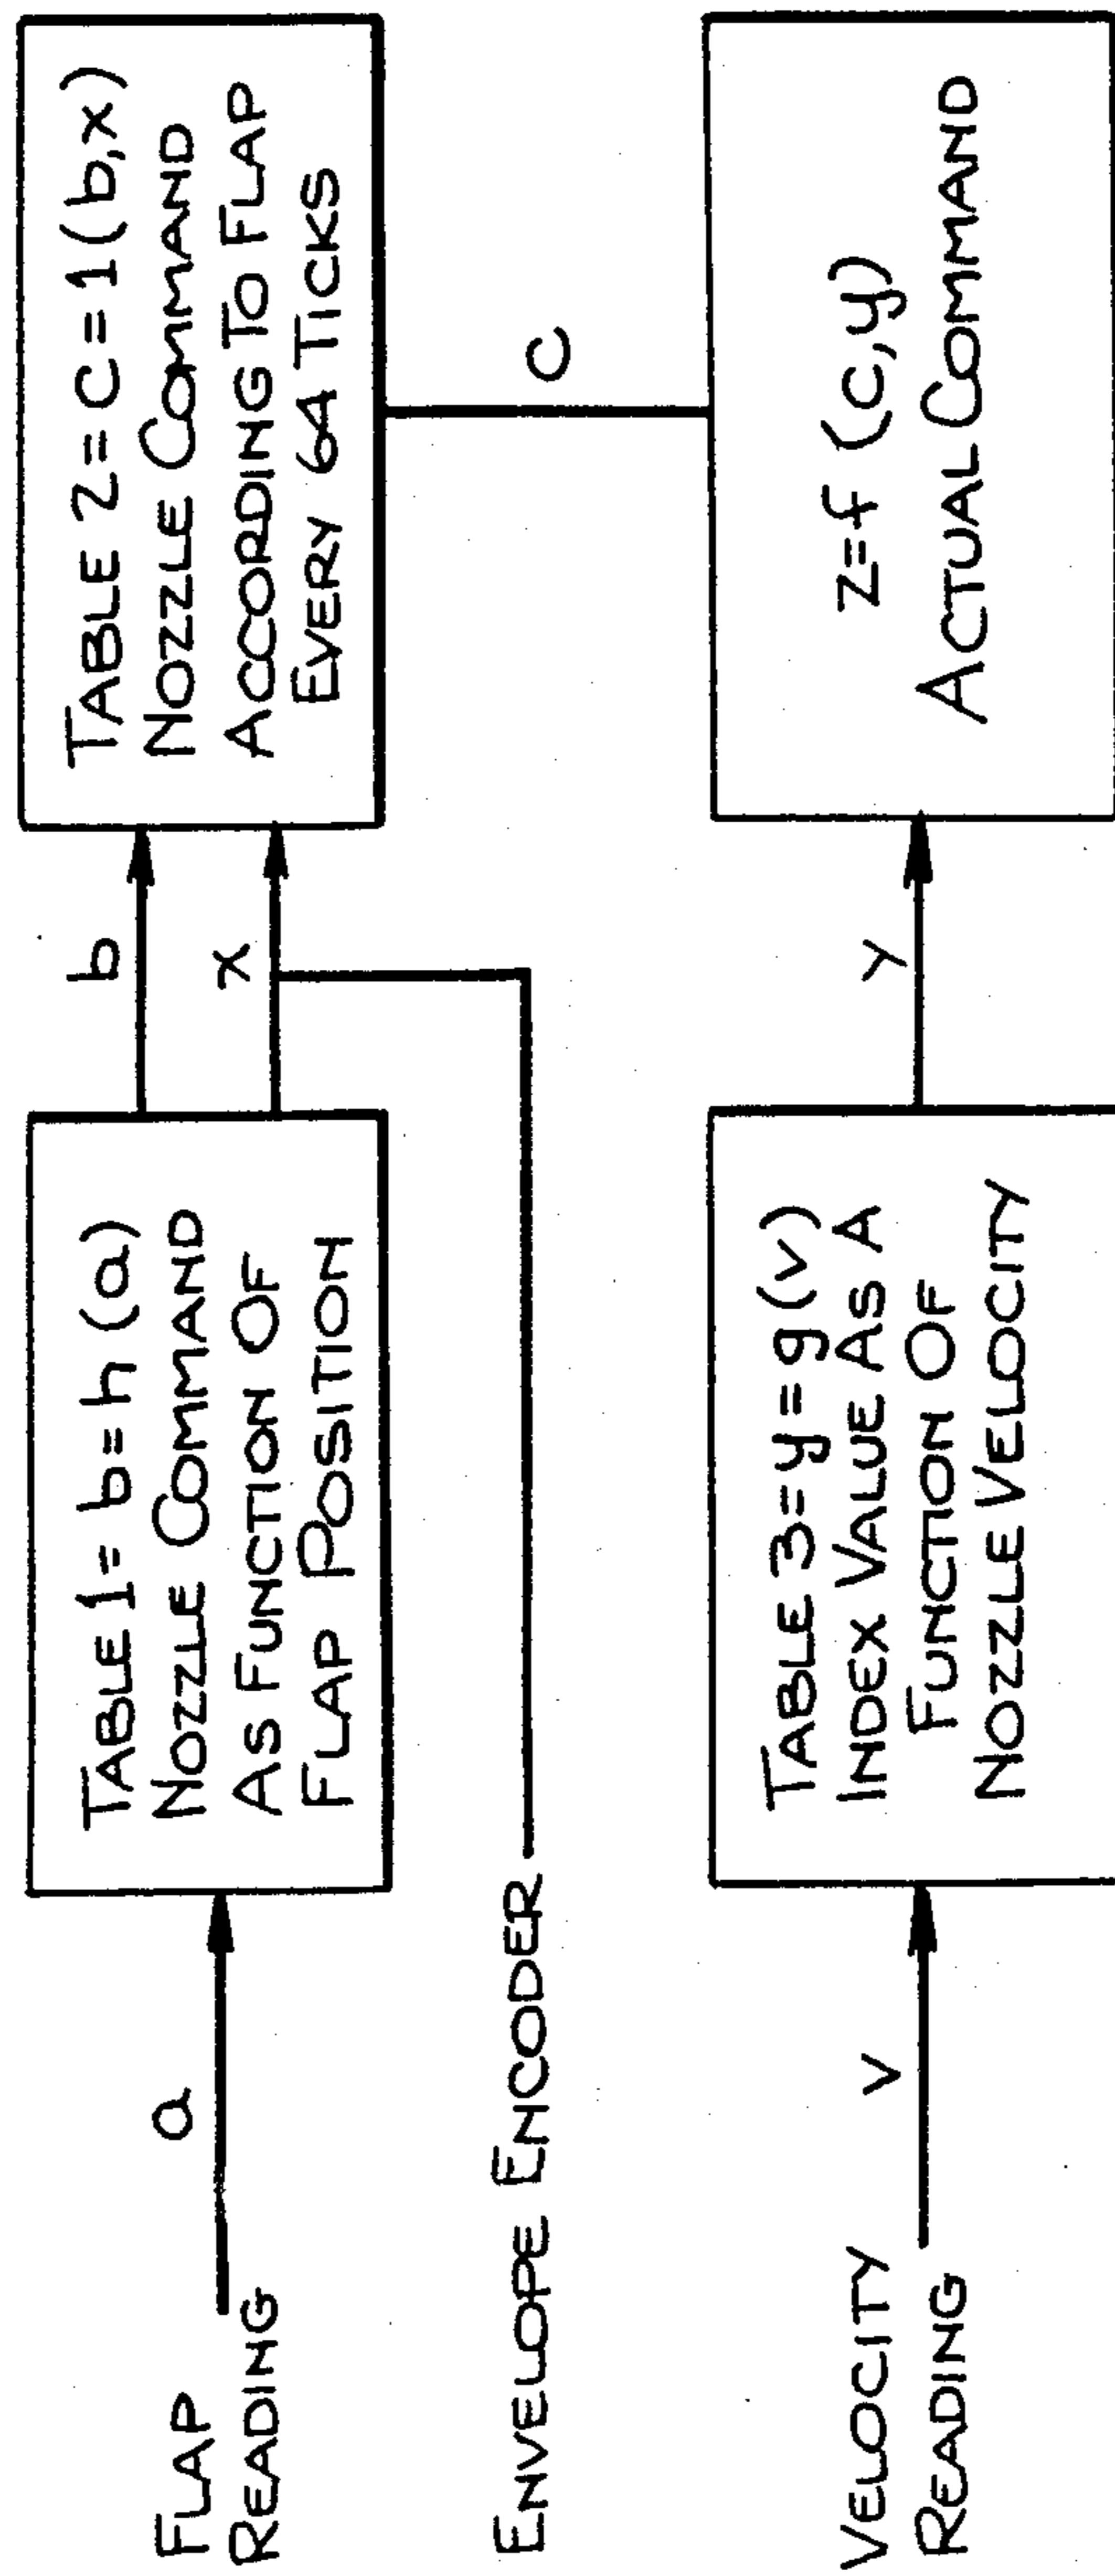 FLAP
READING
a
TABLE 1 = b = h (a)
NOZZLE COMMAND
AS FUNCTION OF
FLAP POSITION
b
x
TABLE 2 = C = 1 (b,x)
NOZZLE COMMAND
ACCORDING TO FLAP
EVERY 64 TICKS
ENVELOPE ENCODER
C
VELOCITY
READING
V
TABLE 3 = y = g (v)
INDEX VALUE AS A
FUNCTION OF
NOZZLE VELOCITY
Y
Z = f (C,y)
ACTUAL COMMAND